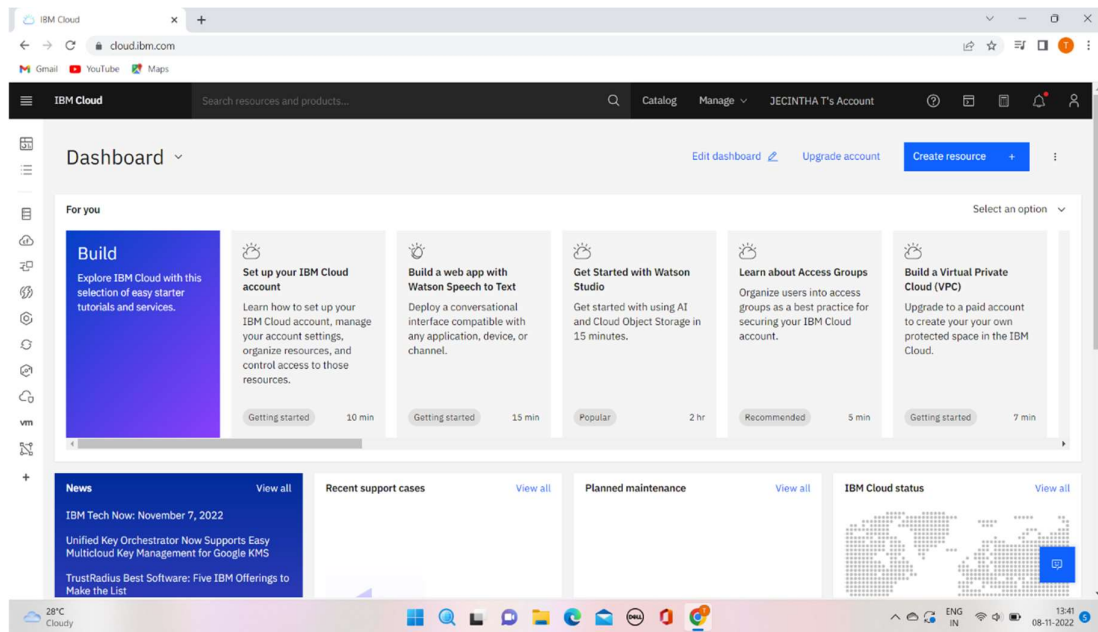 IBM Cloud
cloud.ibm.com
Gmail YouTube Maps T
IBM Cloud Search resources and products... Catalog Manage JECINTHA T's Account
Dashboard Edit dashboard Upgrade account Create resource +
For you Select an option
Build
Explore IBM Cloud with this
selection of easy starter
tutorials and services.
Set up your IBM Cloud
account
Learn how to set up your
IBM Cloud account, manage
your account settings,
organize resources, and
control access to those
resources.
Getting started 10 min
Build a web app with
Watson Speech to Text
Deploy a conversational
interface compatible with
any application, device, or
channel.
Getting started 15 min
Get Started with Watson
Studio
Get started with using AI
and Cloud Object Storage in
15 minutes.
Popular 2 hr
Learn about Access Groups
Organize users into access
groups as a best practice for
securing your IBM Cloud
account.
Recommended 5 min
Build a Virtual Private
Cloud (VPC)
Upgrade to a paid account
to create your your own
protected space in the IBM
Cloud.
Getting started 7 min
vm
News View all
IBM Tech Now: November 7, 2022
Unified Key Orchestrator Now Supports Easy
Multicloud Key Management for Google KMS
TrustRadius Best Software: Five IBM Offerings to
Make the List
Recent support cases View all
Planned maintenance View all
IBM Cloud status View all
28°C
Cloudy
DELL
ENG
IN
13:41
08-11-2022
5